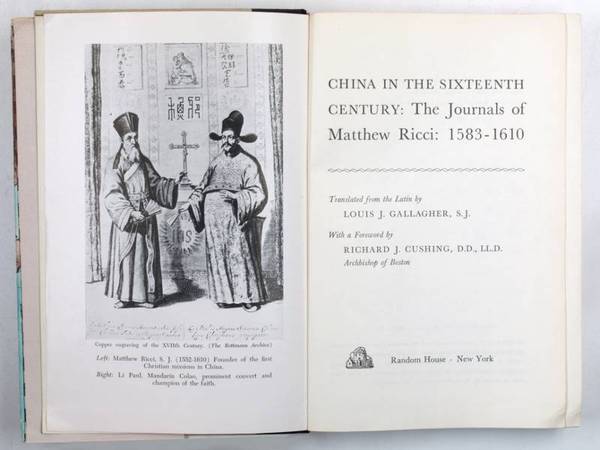 IHS
Copper engraving of the XVIIth Century. (The Bettmann Archive)
Left: Matthew Ricci, S. J. (1552-1610) Founder of the first
Christian missions in China.
Right: Li Paul, Mandarin Colao, prominent convert and
champion of the faith.
CHINA IN THE SIXTEENTH
CENTURY: The Journals of
Matthew Ricci: 1583-1610
Translated from the Latin by
LOUIS J. GALLAGHER, S.J.
With a Foreword by
RICHARD J. CUSHING, D.D., LL.D.
Archbishop of Boston
Random House · New York